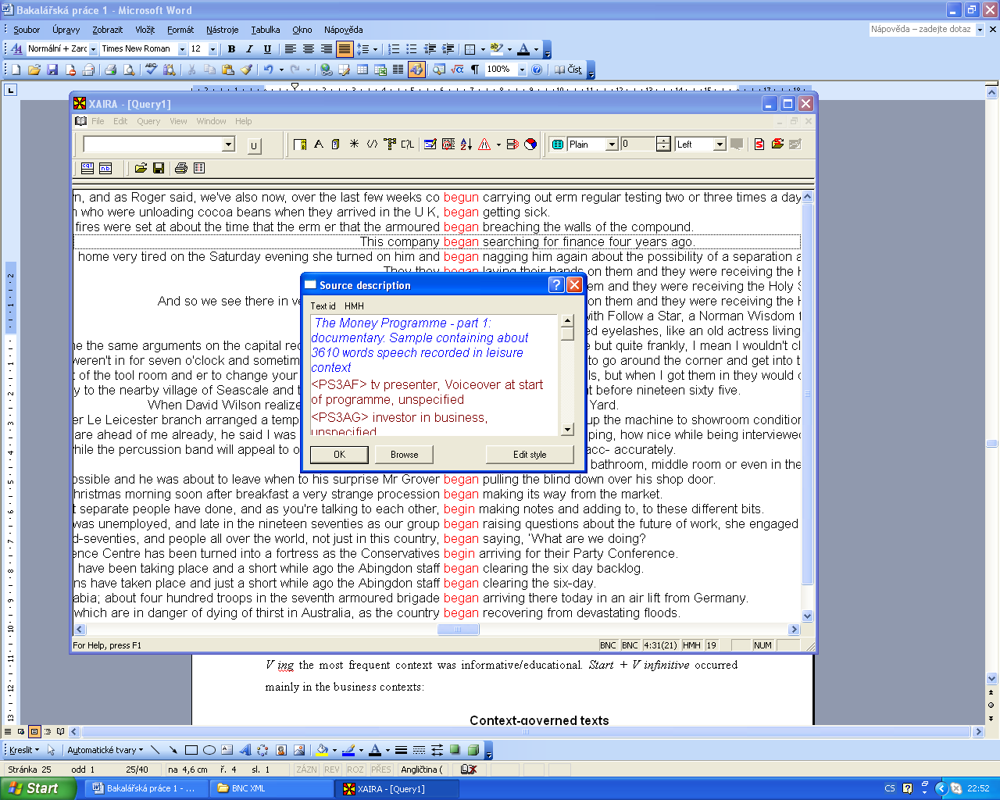 Bakalářská práce 1 - Microsoft Word
Soubor Úpravy Zobrazit Vložit Formát Nástroje Tabulka Okno Nápověda
Nápověda – zadejte dotaz
Normální + Zarc Times New Roman 12 B I U
100% Číst
XAIRA - [Query1]
File Edit Query View Window Help
U Plain 0 Left
n, and as Roger said, we've also now, over the last few weeks co begun carrying out erm regular testing two or three times a day
who were unloading cocoa beans when they arrived in the U K, began getting sick.
fires were set at about the time that the erm er that the armoured began breaching the walls of the compound.
This company began searching for finance four years ago.
home very tired on the Saturday evening she turned on him and began nagging him again about the possibility of a separation a
They they began laying their hands on them and they were receiving the H
em and they were receiving the Holy S
And so we see there in ve on them and they were receiving the H
with Follow a Star, a Norman Wisdom f
ed eyelashes, like an old actress living
ne the same arguments on the capital rec e but quite frankly, I mean I wouldn't cl
weren't in for seven o'clock and sometim to go around the corner and get into t
t of the tool room and er to change your ls, but when I got them in they would c
y to the nearby village of Seascale and t at before nineteen sixty five.
When David Wilson realize Yard.
er Le Leicester branch arranged a temp up the machine to showroom condition
are ahead of me already, he said I was ping, how nice while being interviewe
hile the percussion band will appeal to o acc- accurately.
bathroom, middle room or even in the
ossible and he was about to leave when to his surprise Mr Grover began pulling the blind down over his shop door.
christmas morning soon after breakfast a very strange procession began making its way from the market.
t separate people have done, and as you're talking to each other, begin making notes and adding to, to these different bits.
was unemployed, and late in the nineteen seventies as our group began raising questions about the future of work, she engaged
d-seventies, and people all over the world, not just in this country, began saying, 'What are we doing?
ence Centre has been turned into a fortress as the Conservatives begin arriving for their Party Conference.
have been taking place and a short while ago the Abingdon staff began clearing the six day backlog.
ns have taken place and just a short while ago the Abingdon staff began clearing the six-day.
abia; about four hundred troops in the seventh armoured brigade began arriving there today in an air lift from Germany.
which are in danger of dying of thirst in Australia, as the country began recovering from devastating floods.
Source description
Text id HMH
The Money Programme - part 1:
documentary. Sample containing about
3610 words speech recorded in leisure
context
<PS3AF> tv presenter, Voiceover at start
of programme, unspecified
<PS3AG> investor in business,
unspecified
OK Browse Edit style
For Help, press F1 BNC BNC 4:31(21) HMH 19 NUM
V ing the most frequent context was informative/educational. Start + V infinitive occurred
mainly in the business contexts:
Context-governed texts
Kreslit Automatické tvary
Stránka 25 odd 1 25/40 na 4,6 cm ř. 4 sl. 1 ZÁZN REV ROZ PŘES Angličtina (
Start Bakalářská práce 1 - ... BNC XML XAIRA - [Query1] CS 22:52